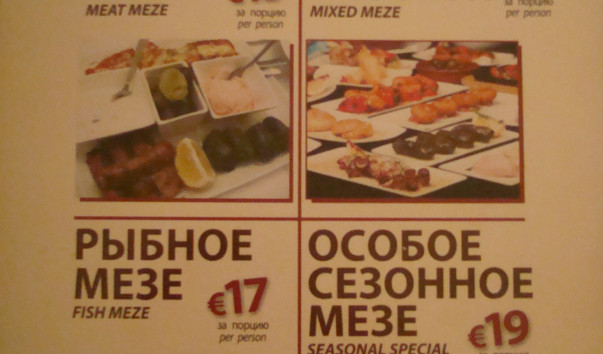 MEAT MEZE
за порцию
per person
MIXED MEZE
за порцию
per person
РЫБНОЕ
МЕЗЕ
FISH MEZE
€17
за порцию
per person
ОСОБОЕ
СЕЗОННОЕ
МЕЗЕ
SEASONAL SPECIAL
€19